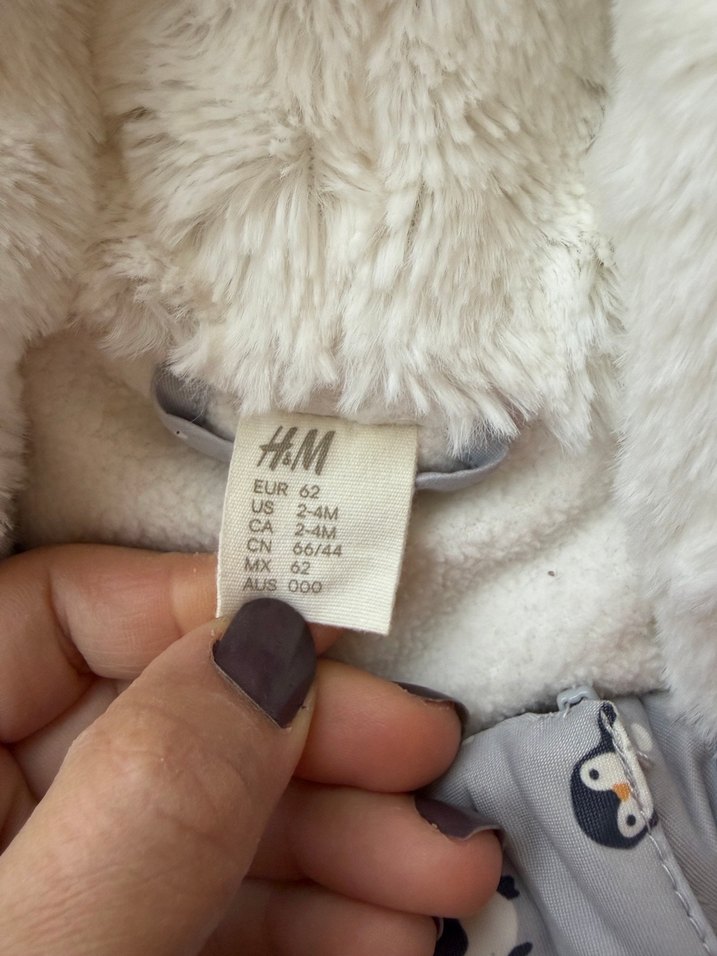 H&M
EUR 62
US 2-4M
CA 2-4M
CN 66/44
MX 62
AUS 000